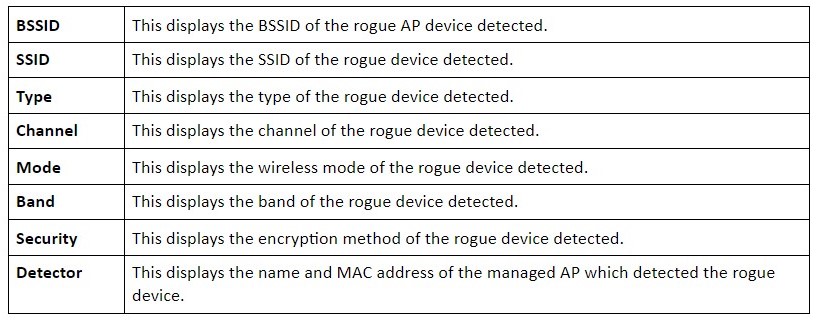 BSSID This displays the BSSID of the rogue AP device detected.
SSID This displays the SSID of the rogue device detected.
Type This displays the type of the rogue device detected.
Channel This displays the channel of the rogue device detected.
Mode This displays the wireless mode of the rogue device detected.
Band This displays the band of the rogue device detected.
Security This displays the encryption method of the rogue device detected.
Detector This displays the name and MAC address of the managed AP which detected the rogue
device.